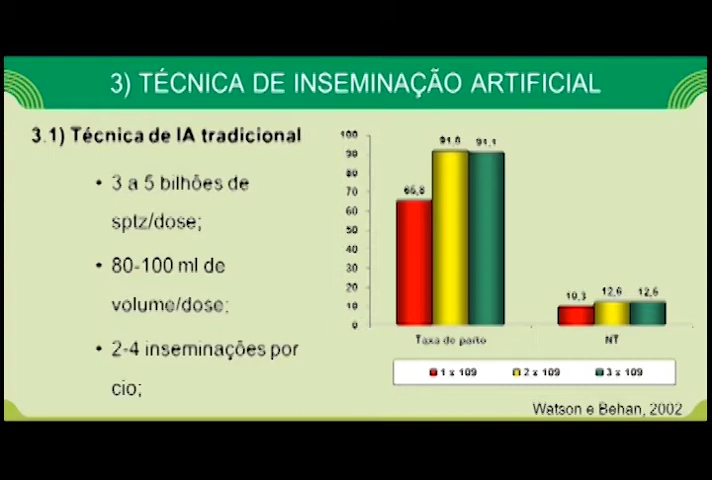 3) TÉCNICA DE INSEMINAÇÃO ARTIFICIAL
3.1) Técnica de IA tradicional
• 3 a 5 bilhões de
sptz/dose;
• 80-100 ml de
volume/dose;
• 2-4 inseminações por
cio;
100
90
80
70
60
50
40
30
20
10
0
65,8
91,1
10,3
12,6
12,6
Taxa de parto
NT
1 x 109
2 x 109
3 x 109
Watson e Behan, 2002